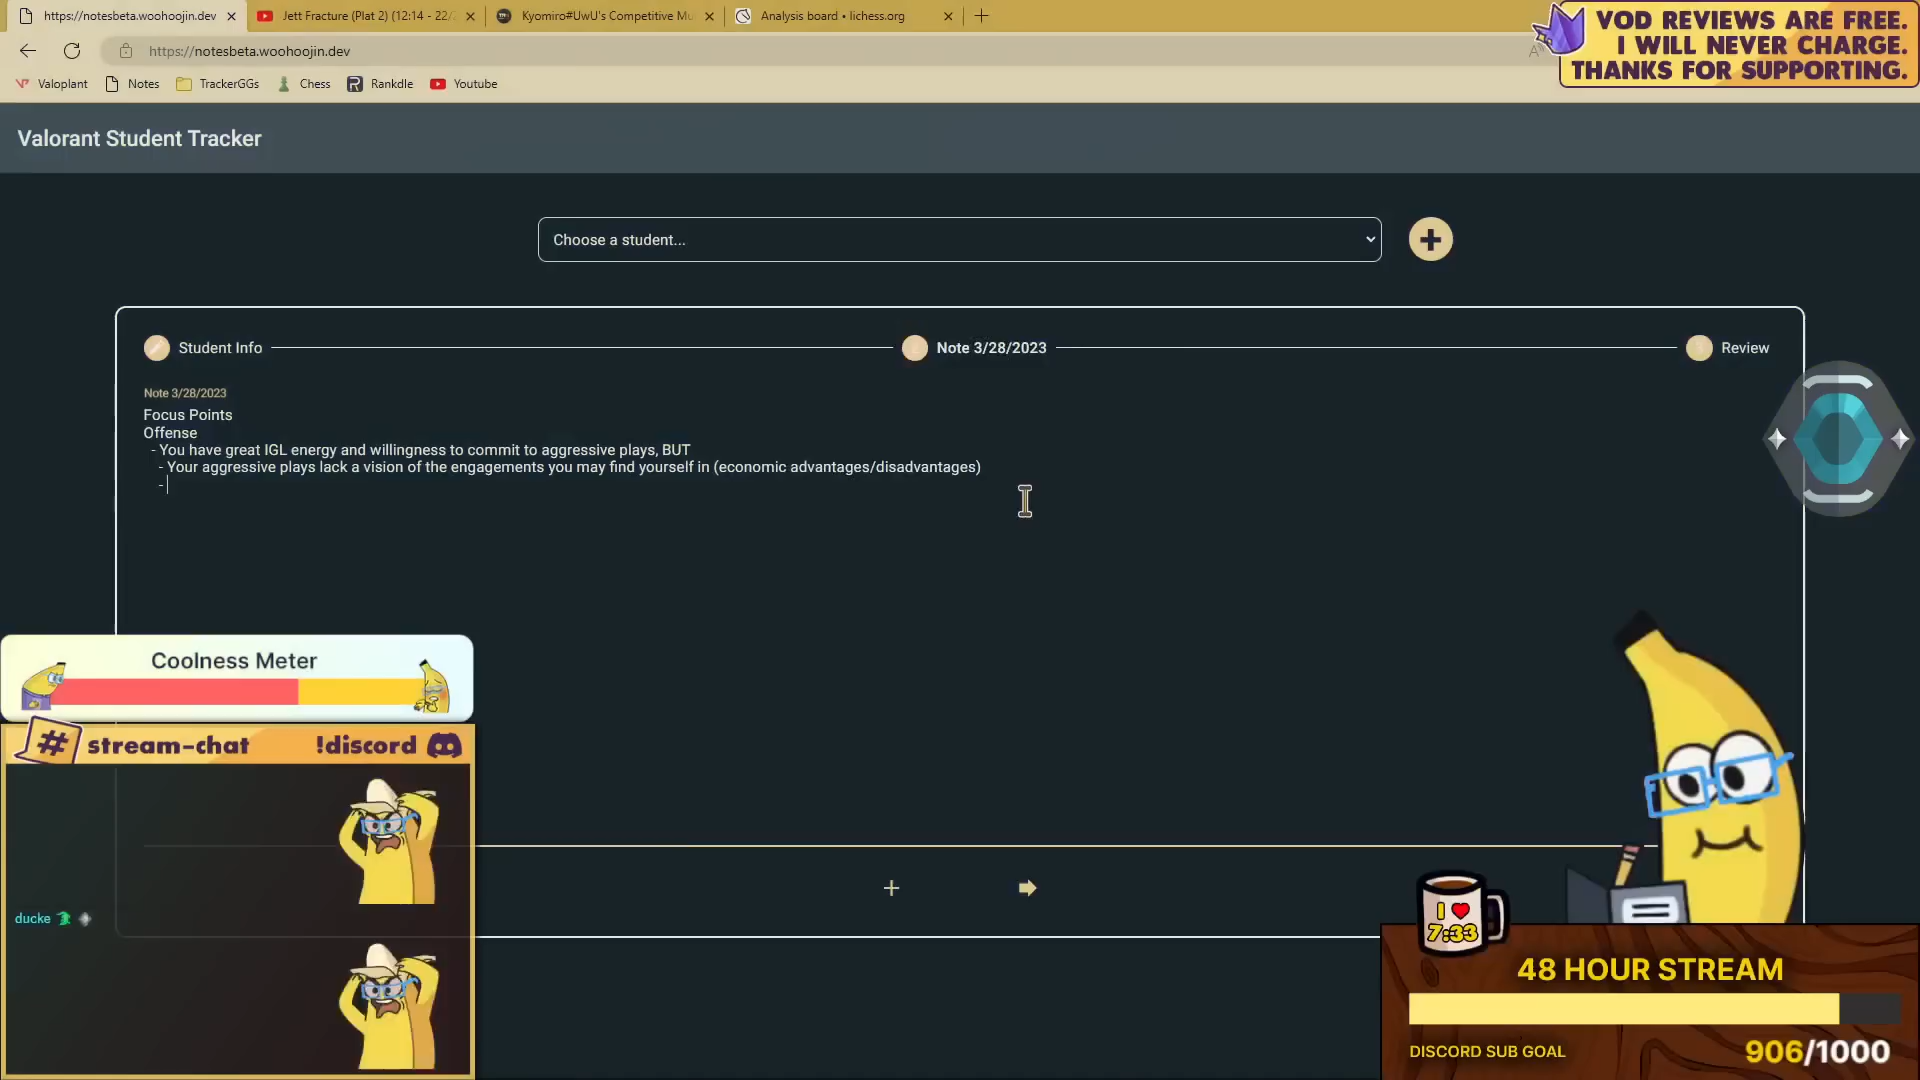 https://notesbeta.woohoojin.dev
Jett Fracture (Plat 2) (12:14 - 22/
Kyomiro#UwU's Competitive Mu
Analysis board • lichess.org
https://notesbeta.woohoojin.dev
VOD REVIEWS ARE FREE.
I WILL NEVER CHARGE.
THANKS FOR SUPPORTING.
Valoplant
Notes
TrackerGGs
Chess
Rankdle
Youtube
Valorant Student Tracker
Choose a student...
Student Info
Note 3/28/2023
Review
Note 3/28/2023
Focus Points
Offense
- You have great IGL energy and willingness to commit to aggressive plays, BUT
- Your aggressive plays lack a vision of the engagements you may find yourself in (economic advantages/disadvantages)
-
Coolness Meter
# stream-chat !discord
ducke
I ❤
7:33
48 HOUR STREAM
DISCORD SUB GOAL
906/1000